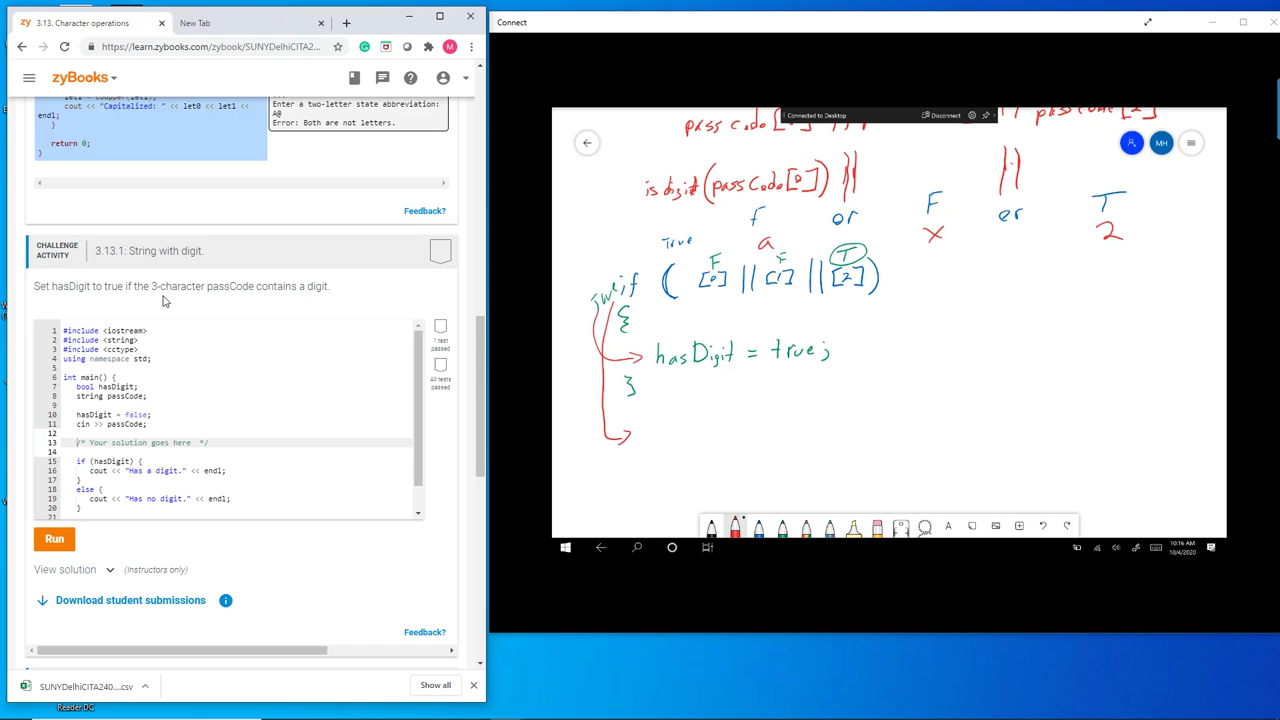 3.13. Character operations
New Tab
https://learn.zybooks.com/zybook/SUNYDelhiCITA2...
M
zyBooks
cout << "Capitalized: " << let0 << let1 <<
endl;
}
return 0;
}
Enter a two-letter state abbreviation:
A@
Error: Both are not letters.
Feedback?
CHALLENGE
ACTIVITY
3.13.1: String with digit.
Set hasDigit to true if the 3-character passCode contains a digit.
1 #include <iostream>
2 #include <string>
3 #include <cctype>
4 using namespace std;
5
6 int main() {
7 bool hasDigit;
8 string passCode;
9
10 hasDigit = false;
11 cin >> passCode;
12
13 /* Your solution goes here */
14
15 if (hasDigit) {
16 cout << "Has a digit." << endl;
17 }
18 else {
19 cout << "Has no digit." << endl;
20 }
21
1 test
passed
All tests
passed
Run
View solution (Instructors only)
Download student submissions
Feedback?
SUNYDelhiCITA240....csv
Show all
Reader DC
Connect
Connected to Desktop
Disconnect
MH
passCode[
passCode[2]
isdigit(passCode[0]) || ||
f or F or T
True a x 2
F F T
if ([0] || [1] || [2])
{
hasDigit = true;
}
A
10:16 AM
10/4/2020